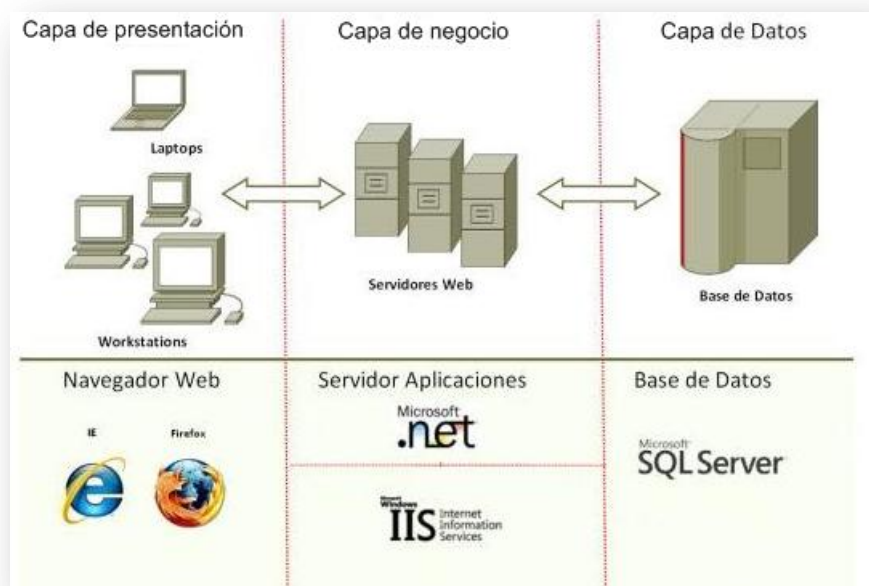 Capa de presentación
Capa de negocio
Capa de Datos
Laptops
Workstations
Servidores Web
Base de Datos
Navegador Web
Servidor Aplicaciones
Base de Datos
IE
Firefox
Microsoft
.net
Microsoft
Windows
IIS
Internet
Information
Services
Microsoft
SQL Server